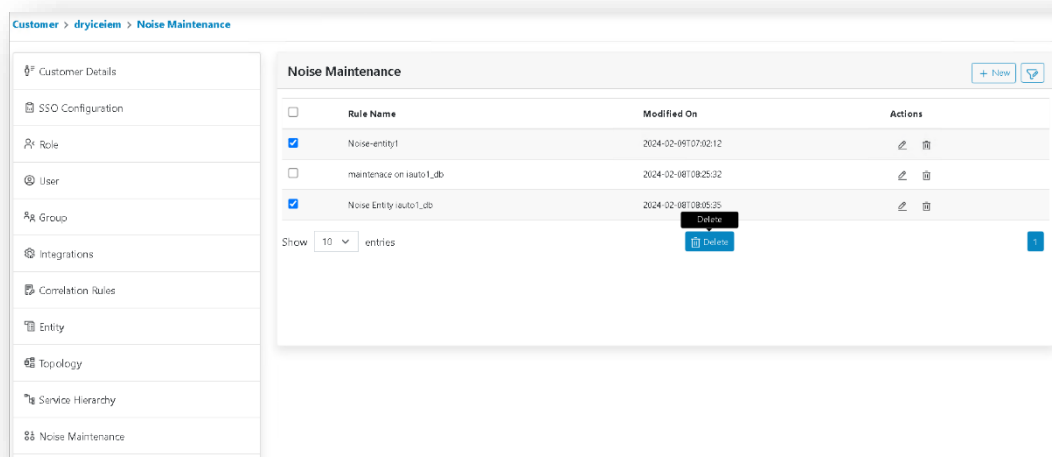 Customer > dryiceiem > Noise Maintenance
Customer Details
SSO Configuration
Role
User
Group
Integrations
Correlation Rules
Entity
Topology
Service Hierarchy
Noise Maintenance
Noise Maintenance
+ New
Rule Name Modified On Actions
Noise-entity1 2024-02-09T07:02:12
maintenace on iauto1_db 2024-02-08T08:25:32
Noise Entity iauto1_db 2024-02-08T08:05:35
Delete
Show 10 entries Delete 1